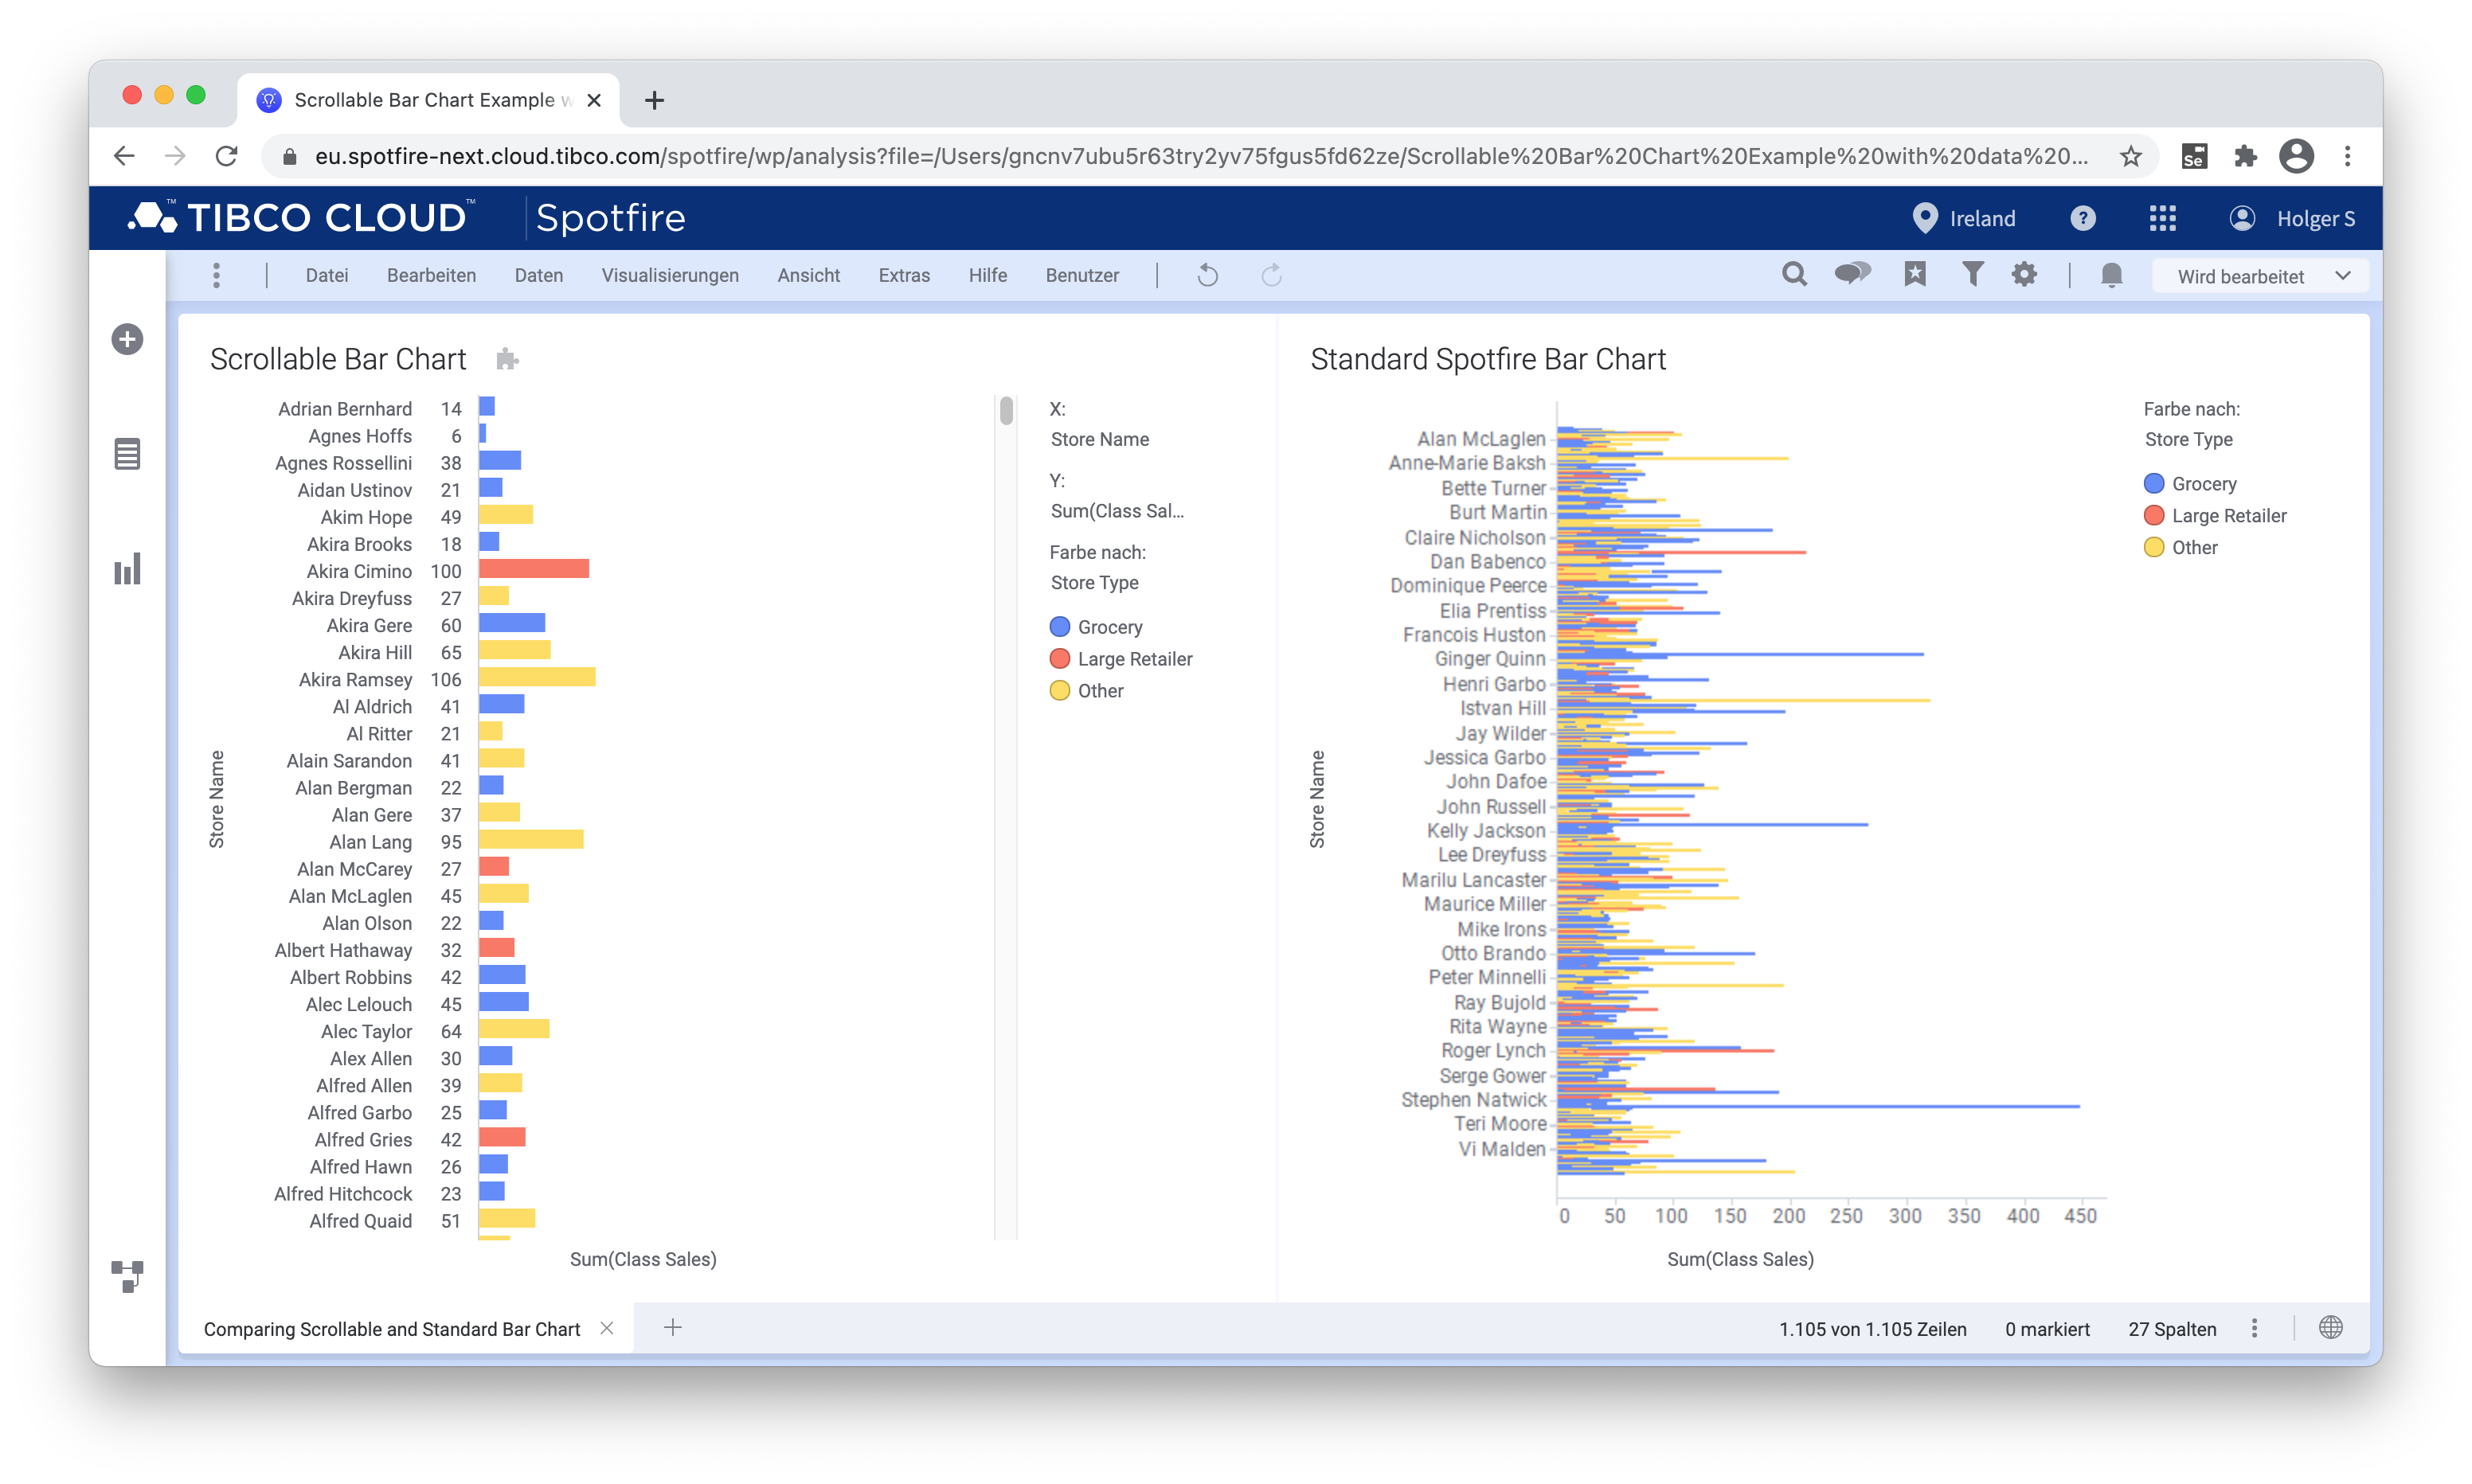 Scrollable Bar Chart Example
eu.spotfire-next.cloud.tibco.com/spotfire/wp/analysis?file=/Users/gncnv7ubu5r63try2yv75fgus5fd62ze/Scrollable%20Bar%20Chart%20Example%20with%20data%20...
Se
TIBCO CLOUD™ Spotfire
Ireland
?
Holger S
Datei Bearbeiten Daten Visualisierungen Ansicht Extras Hilfe Benutzer
Wird bearbeitet
Scrollable Bar Chart
Adrian Bernhard 14
Agnes Hoffs 6
Agnes Rossellini 38
Aidan Ustinov 21
Akim Hope 49
Akira Brooks 18
Akira Cimino 100
Akira Dreyfuss 27
Akira Gere 60
Akira Hill 65
Akira Ramsey 106
Al Aldrich 41
Al Ritter 21
Alain Sarandon 41
Alan Bergman 22
Alan Gere 37
Alan Lang 95
Alan McCarey 27
Alan McLaglen 45
Alan Olson 22
Albert Hathaway 32
Albert Robbins 42
Alec Lelouch 45
Alec Taylor 64
Alex Allen 30
Alfred Allen 39
Alfred Garbo 25
Alfred Gries 42
Alfred Hawn 26
Alfred Hitchcock 23
Alfred Quaid 51
Store Name
Sum(Class Sales)
X:
Store Name
Y:
Sum(Class Sal...
Farbe nach:
Store Type
Grocery
Large Retailer
Other
Standard Spotfire Bar Chart
Alan McLaglen
Anne-Marie Baksh
Bette Turner
Burt Martin
Claire Nicholson
Dan Babenco
Dominique Peerce
Elia Prentiss
Francois Huston
Ginger Quinn
Henri Garbo
Istvan Hill
Jay Wilder
Jessica Garbo
John Dafoe
John Russell
Kelly Jackson
Lee Dreyfuss
Marilu Lancaster
Maurice Miller
Mike Irons
Otto Brando
Peter Minnelli
Ray Bujold
Rita Wayne
Roger Lynch
Serge Gower
Stephen Natwick
Teri Moore
Vi Malden
Store Name
0 50 100 150 200 250 300 350 400 450
Sum(Class Sales)
Farbe nach:
Store Type
Grocery
Large Retailer
Other
Comparing Scrollable and Standard Bar Chart
1.105 von 1.105 Zeilen 0 markiert 27 Spalten